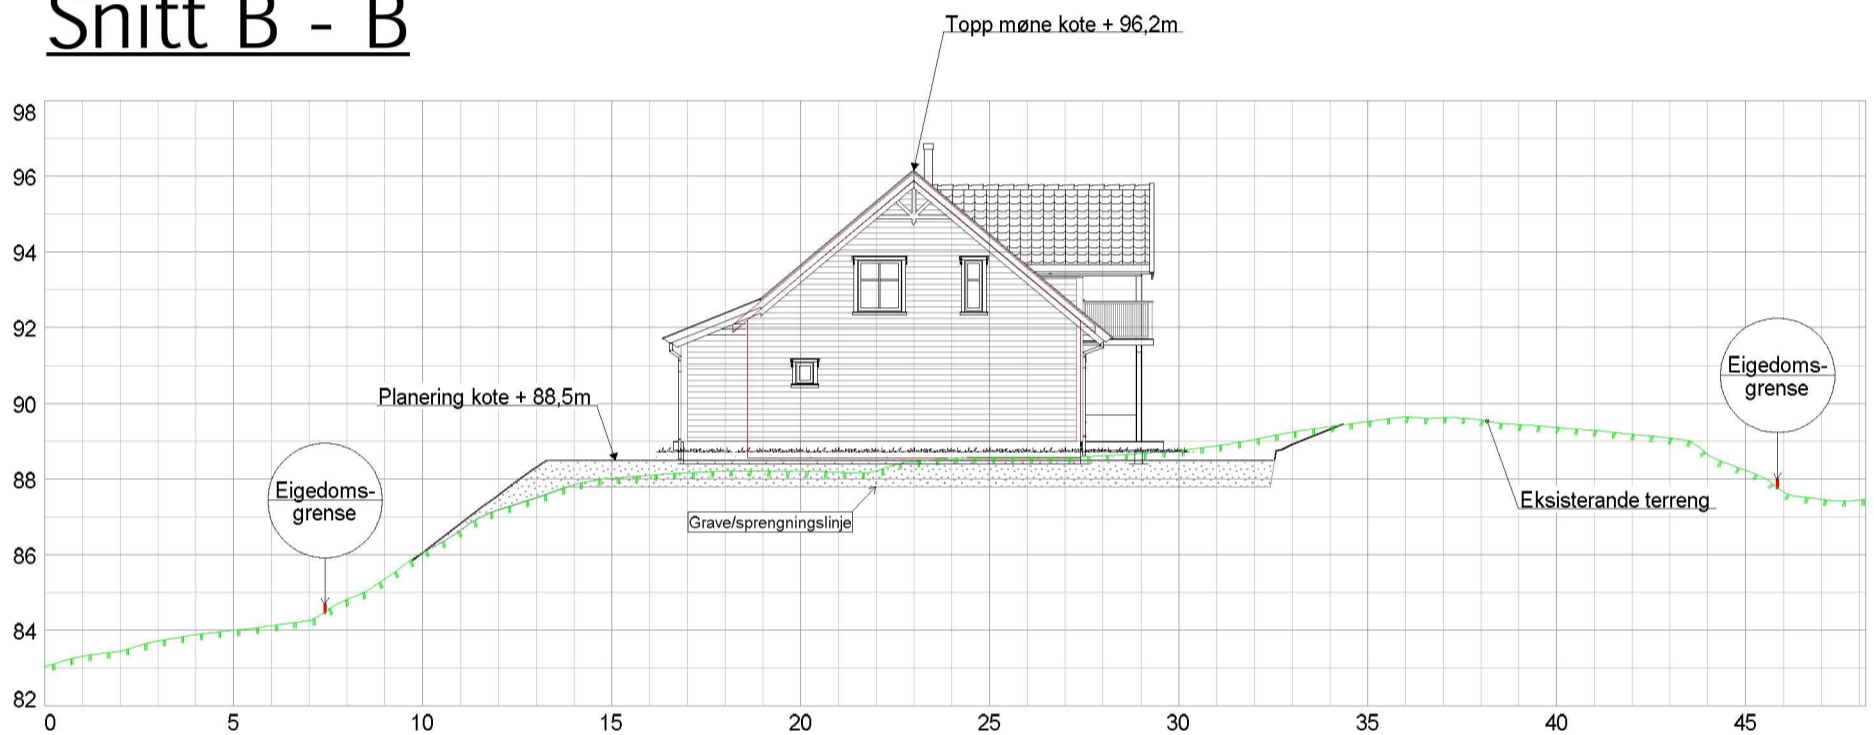 Snitt B - B
Topp møne kote + 96,2m
98
96
94
92
90
88
86
84
82
Planering kote + 88,5m
Eigedoms-
grense
Eigedoms-
grense
Grave/sprengningslinje
Eksisterande terreng
0 5 10 15 20 25 30 35 40 45